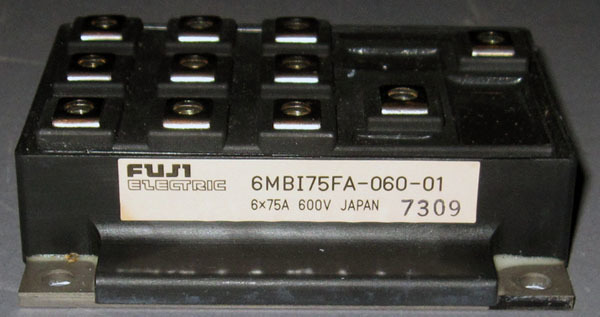 FUJI
ELECTRIC
6MBI75FA-060-01
6×75A 600V JAPAN 7309